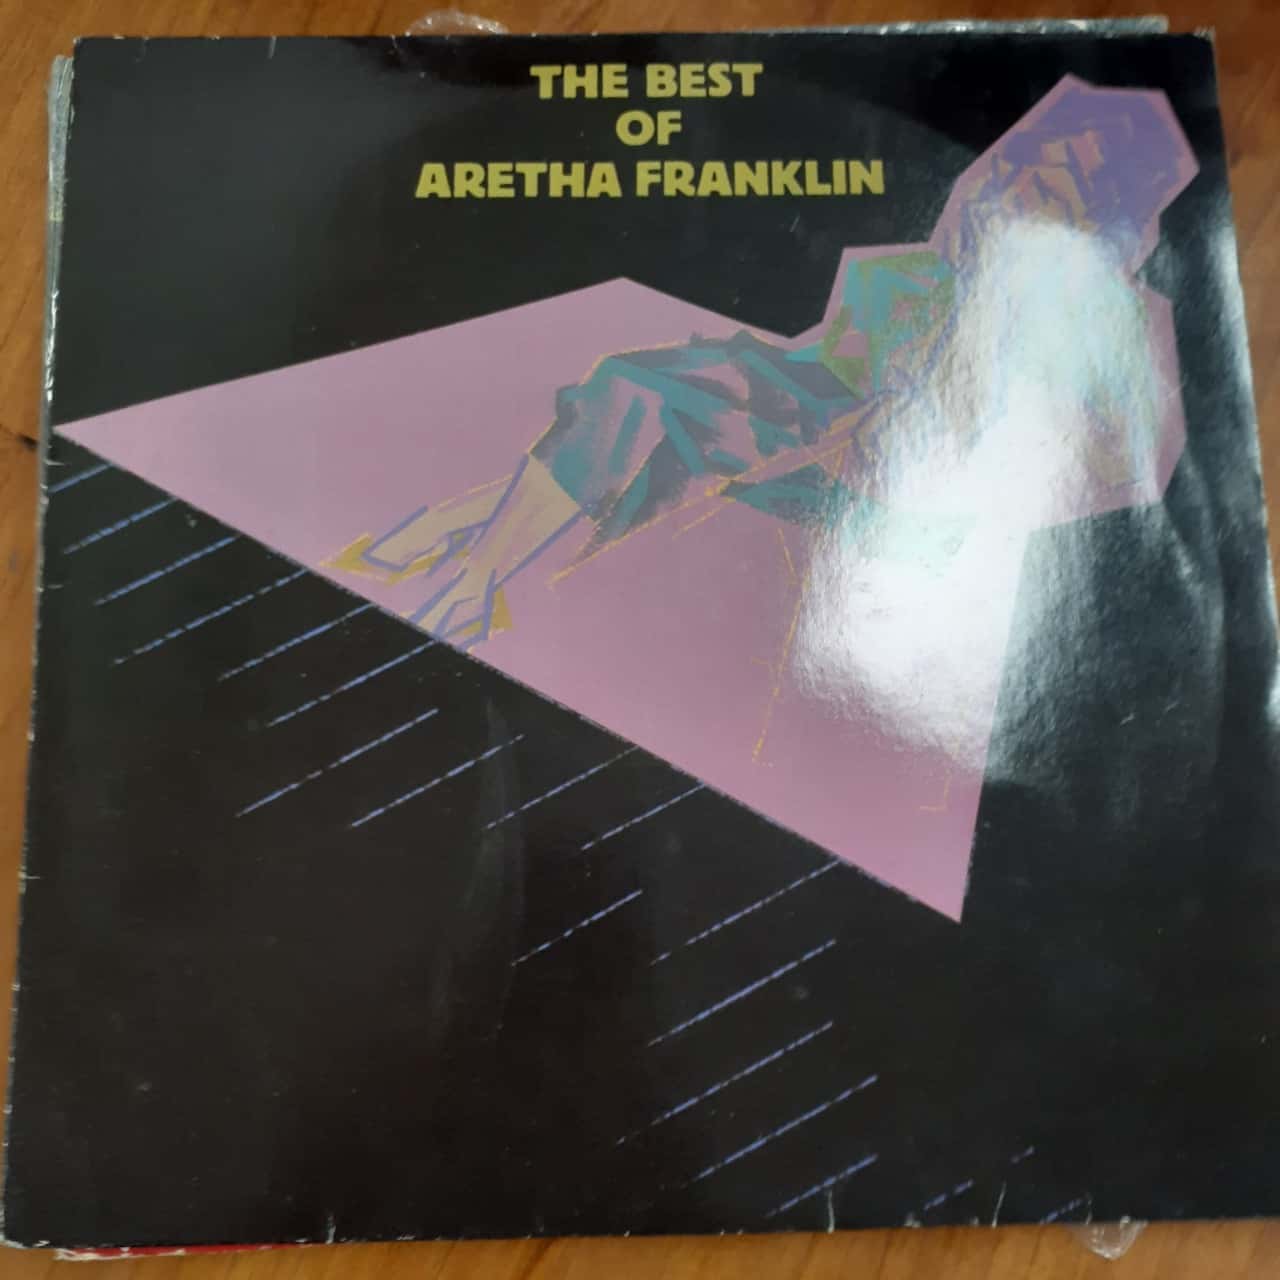 THE BEST
OF
ARETHA FRANKLIN